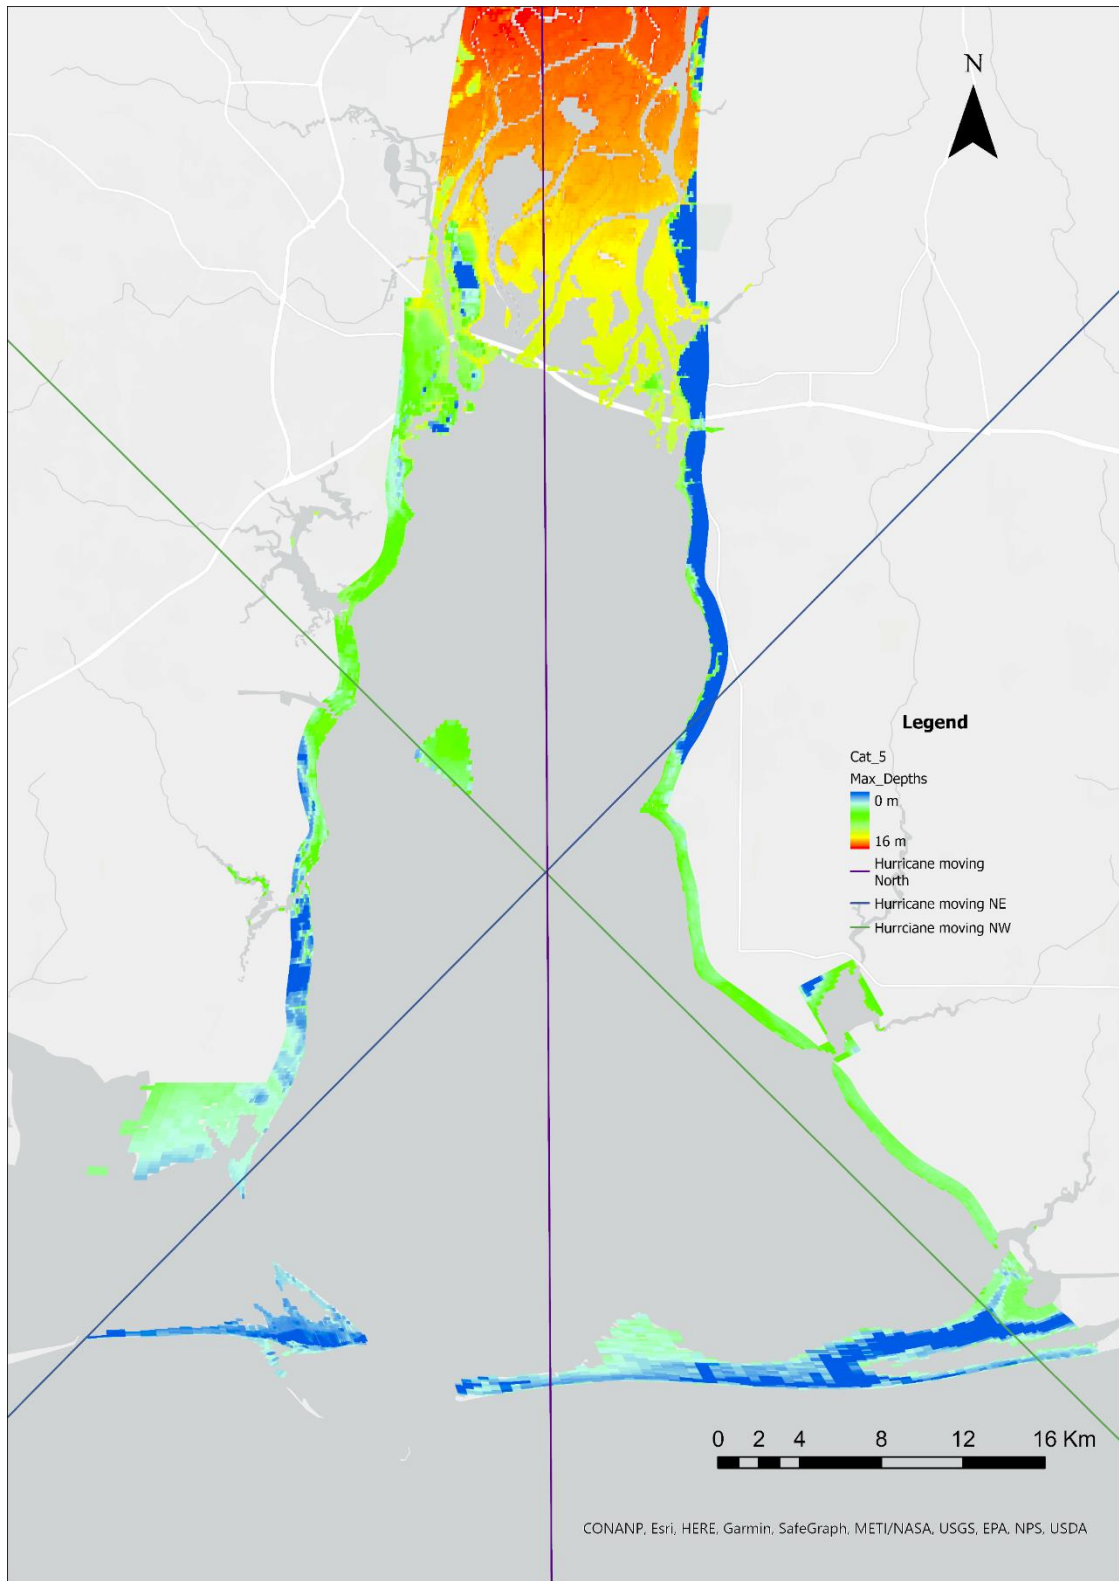 N
Legend
Cat_5
Max_Depths
0 m
16 m
Hurricane moving
North
Hurricane moving NE
Hurrciane moving NW
0 2 4 8 12 16 Km
CONANP, Esri, HERE, Garmin, SafeGraph, METI/NASA, USGS, EPA, NPS, USDA